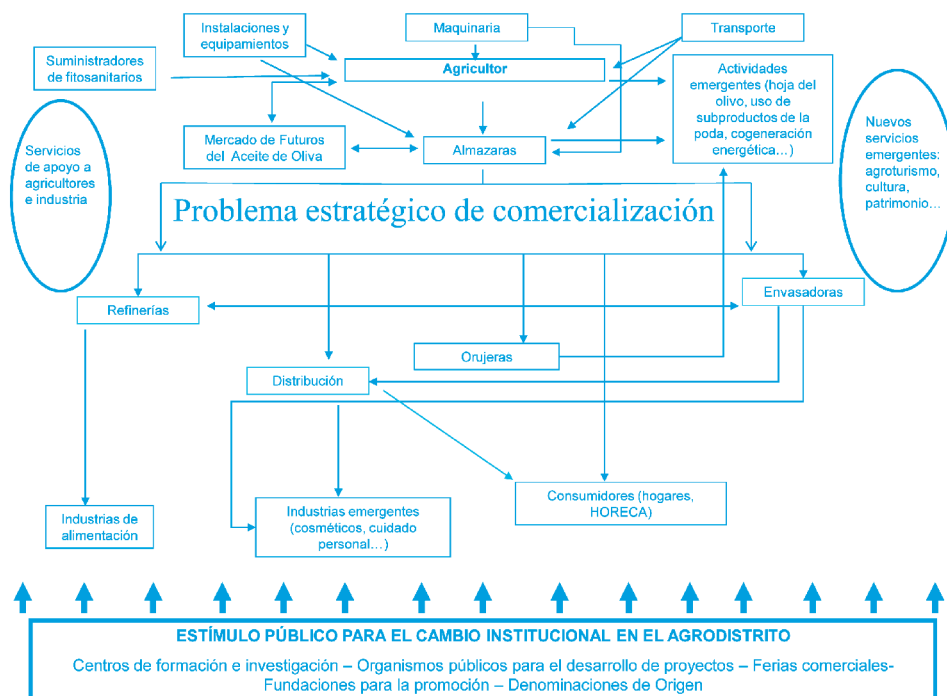 Instalaciones y
equipamientos
Maquinaria
Transporte
Suministradores
de fitosanitarios
Agricultor
Actividades
emergentes (hoja del
olivo, uso de
subproductos de
la poda, cogeneración
energética…)
Mercado de Futuros
del Aceite de Oliva
Almazaras
Servicios
de apoyo a
agricultores
e industria
Nuevos
servicios
emergentes:
agroturismo,
cultura,
patrimonio…
Problema estratégico de comercialización
Refinerías
Envasadoras
Orujeras
Distribución
Industrias de
alimentación
Industrias emergentes
(cosméticos, cuidado
personal…)
Consumidores (hogares,
HORECA)
ESTÍMULO PÚBLICO PARA EL CAMBIO INSTITUCIONAL EN EL AGRODISTRITO
Centros de formación e investigación – Organismos públicos para el desarrollo de proyectos – Ferias comerciales-
Fundaciones para la promoción – Denominaciones de Origen